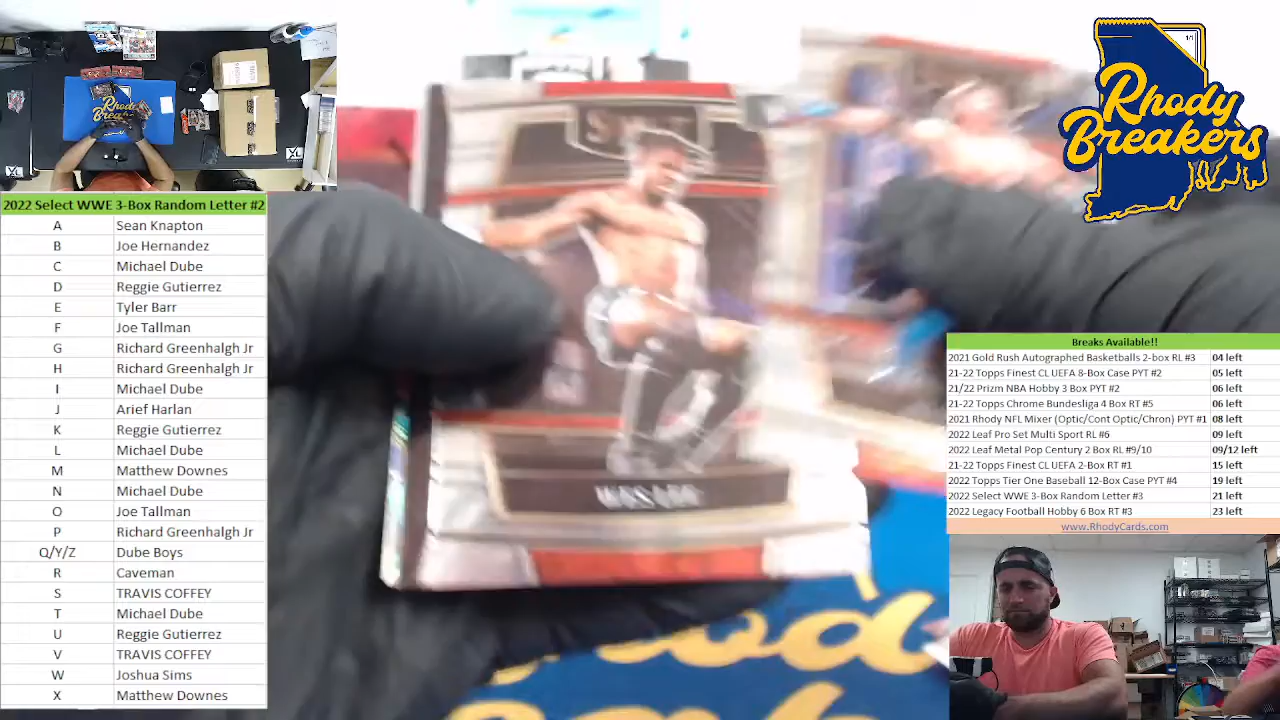 Rhody
Breakers
2022 Select WWE 3-Box Random Letter #2
A Sean Knapton
B Joe Hernandez
C Michael Dube
D Reggie Gutierrez
E Tyler Barr
F Joe Tallman
G Richard Greenhalgh Jr
H Richard Greenhalgh Jr
I Michael Dube
J Arief Harlan
K Reggie Gutierrez
L Michael Dube
M Matthew Downes
N Michael Dube
O Joe Tallman
P Richard Greenhalgh Jr
Q/Y/Z Dube Boys
R Caveman
S TRAVIS COFFEY
T Michael Dube
U Reggie Gutierrez
V TRAVIS COFFEY
W Joshua Sims
X Matthew Downes
Breaks Available!!
2021 Gold Rush Autographed Basketballs 2-box RL #3 04 left
21-22 Topps Finest CL UEFA 8-Box Case PYT #2 05 left
21/22 Prizm NBA Hobby 3 Box PYT #2 06 left
21-22 Topps Chrome Bundesliga 4 Box RT #5 06 left
2021 Rhody NFL Mixer (Optic/Cont Optic/Chron) PYT #1 08 left
2022 Leaf Pro Set Multi Sport RL #6 09 left
2022 Leaf Metal Pop Century 2 Box RL #9/10 09/12 left
21-22 Topps Finest CL UEFA 2-Box RT #1 15 left
2022 Topps Tier One Baseball 12-Box Case PYT #4 19 left
2022 Select WWE 3-Box Random Letter #3 21 left
2022 Legacy Football Hobby 6 Box RT #3 23 left
www.RhodyCards.com